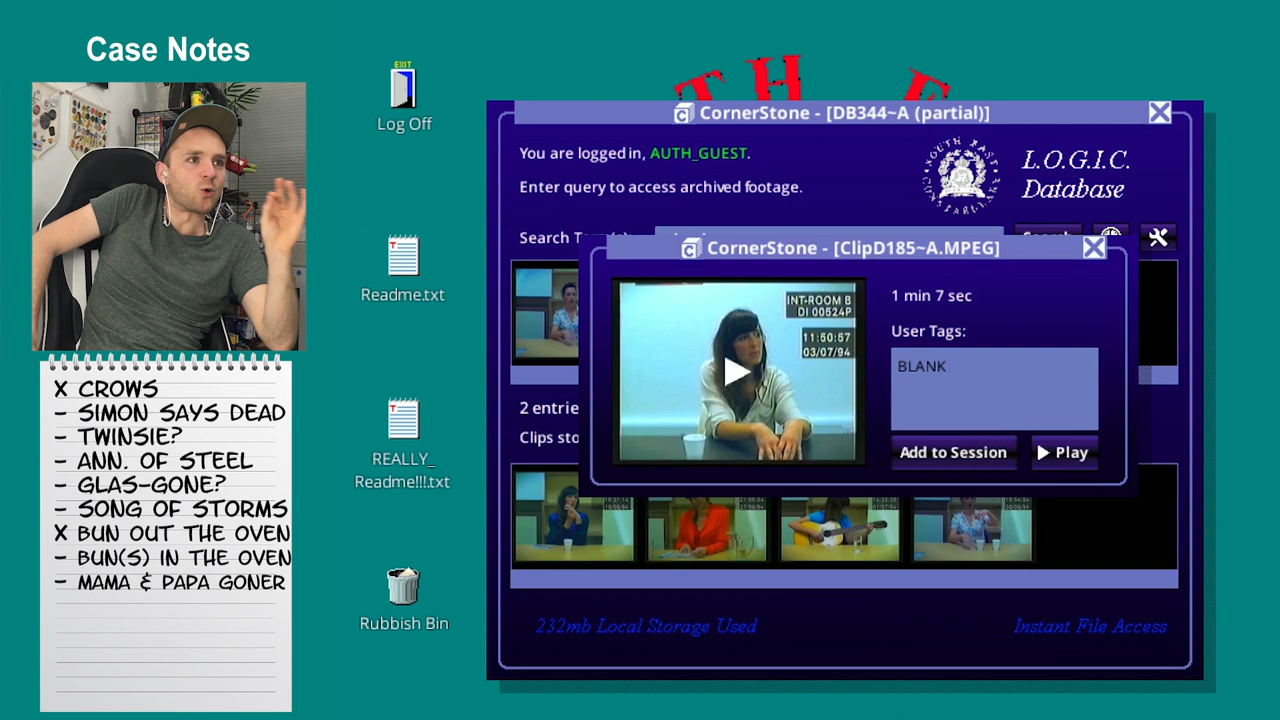 Case Notes
X CROWS
- SIMON SAYS DEAD
- TWINSIE?
- ANN. OF STEEL
- GLAS-GONE?
- SONG OF STORMS
X BUN OUT THE OVEN
- BUN(S) IN THE OVEN
- MAMA & PAPA GONER
EXIT
Log Off
Readme.txt
REALLY_
Readme!!!.txt
Rubbish Bin
T H E
CornerStone - [DB344~A (partial)]
You are logged in, AUTH_GUEST.
Enter query to access archived footage.
L.O.G.I.C.
Database
Search
CornerStone - [ClipD185~A.MPEG]
INT-ROOM B
DI 00524P
11:50:57
03/07/94
1 min 7 sec
User Tags:
BLANK
Add to Session
Play
2 entrie
Clips sto
232mb Local Storage Used
Instant File Access